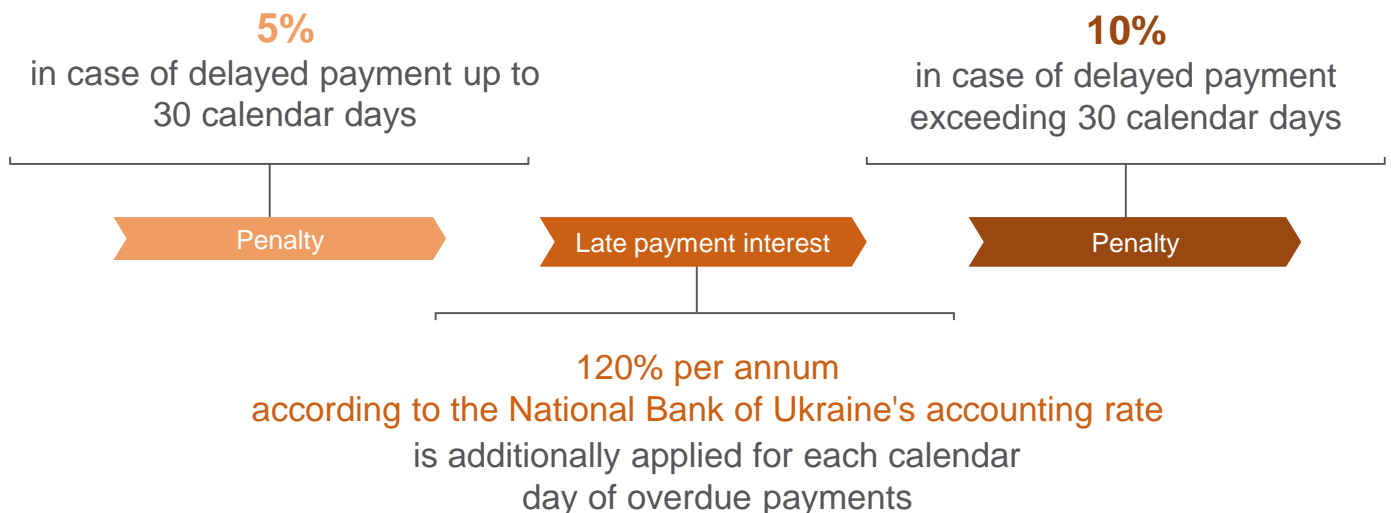 5%
in case of delayed payment up to
30 calendar days
10%
in case of delayed payment
exceeding 30 calendar days
Penalty
Late payment interest
Penalty
120% per annum
according to the National Bank of Ukraine's accounting rate
is additionally applied for each calendar
day of overdue payments